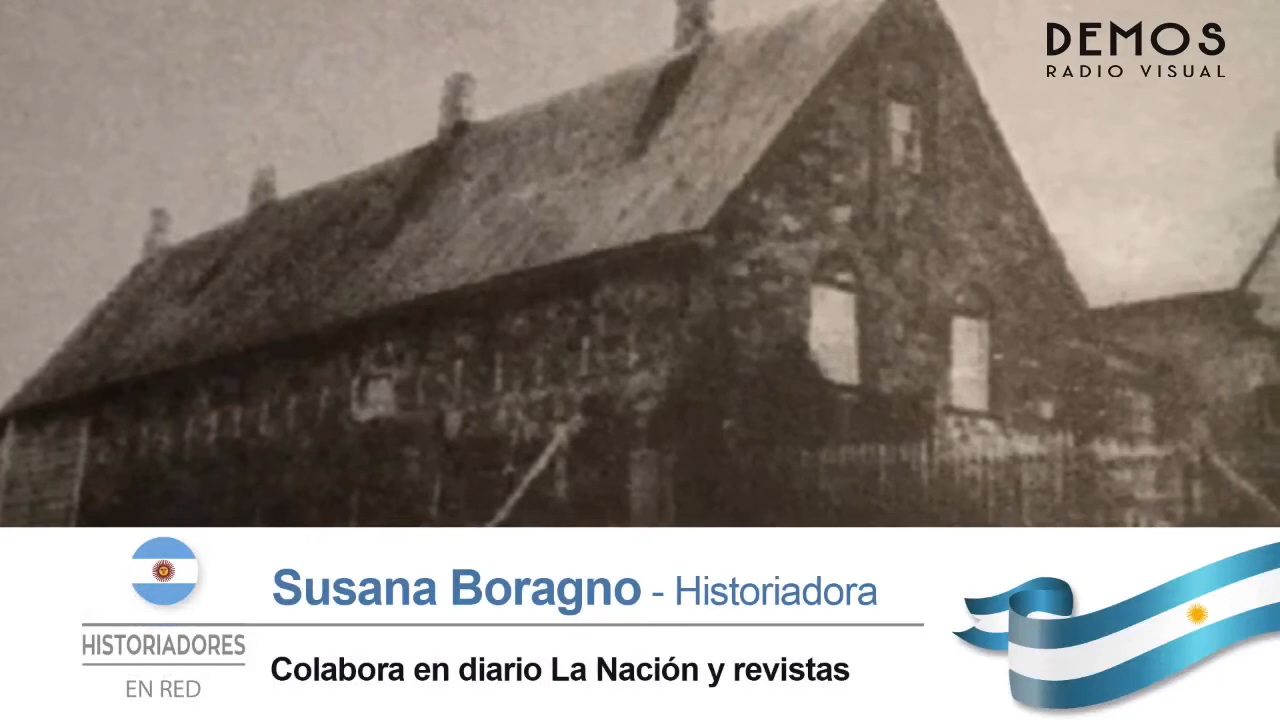 DEMOS
RADIO VISUAL
Susana Boragno - Historiadora
HISTORIADORES
EN RED
Colabora en diario La Nación y revistas